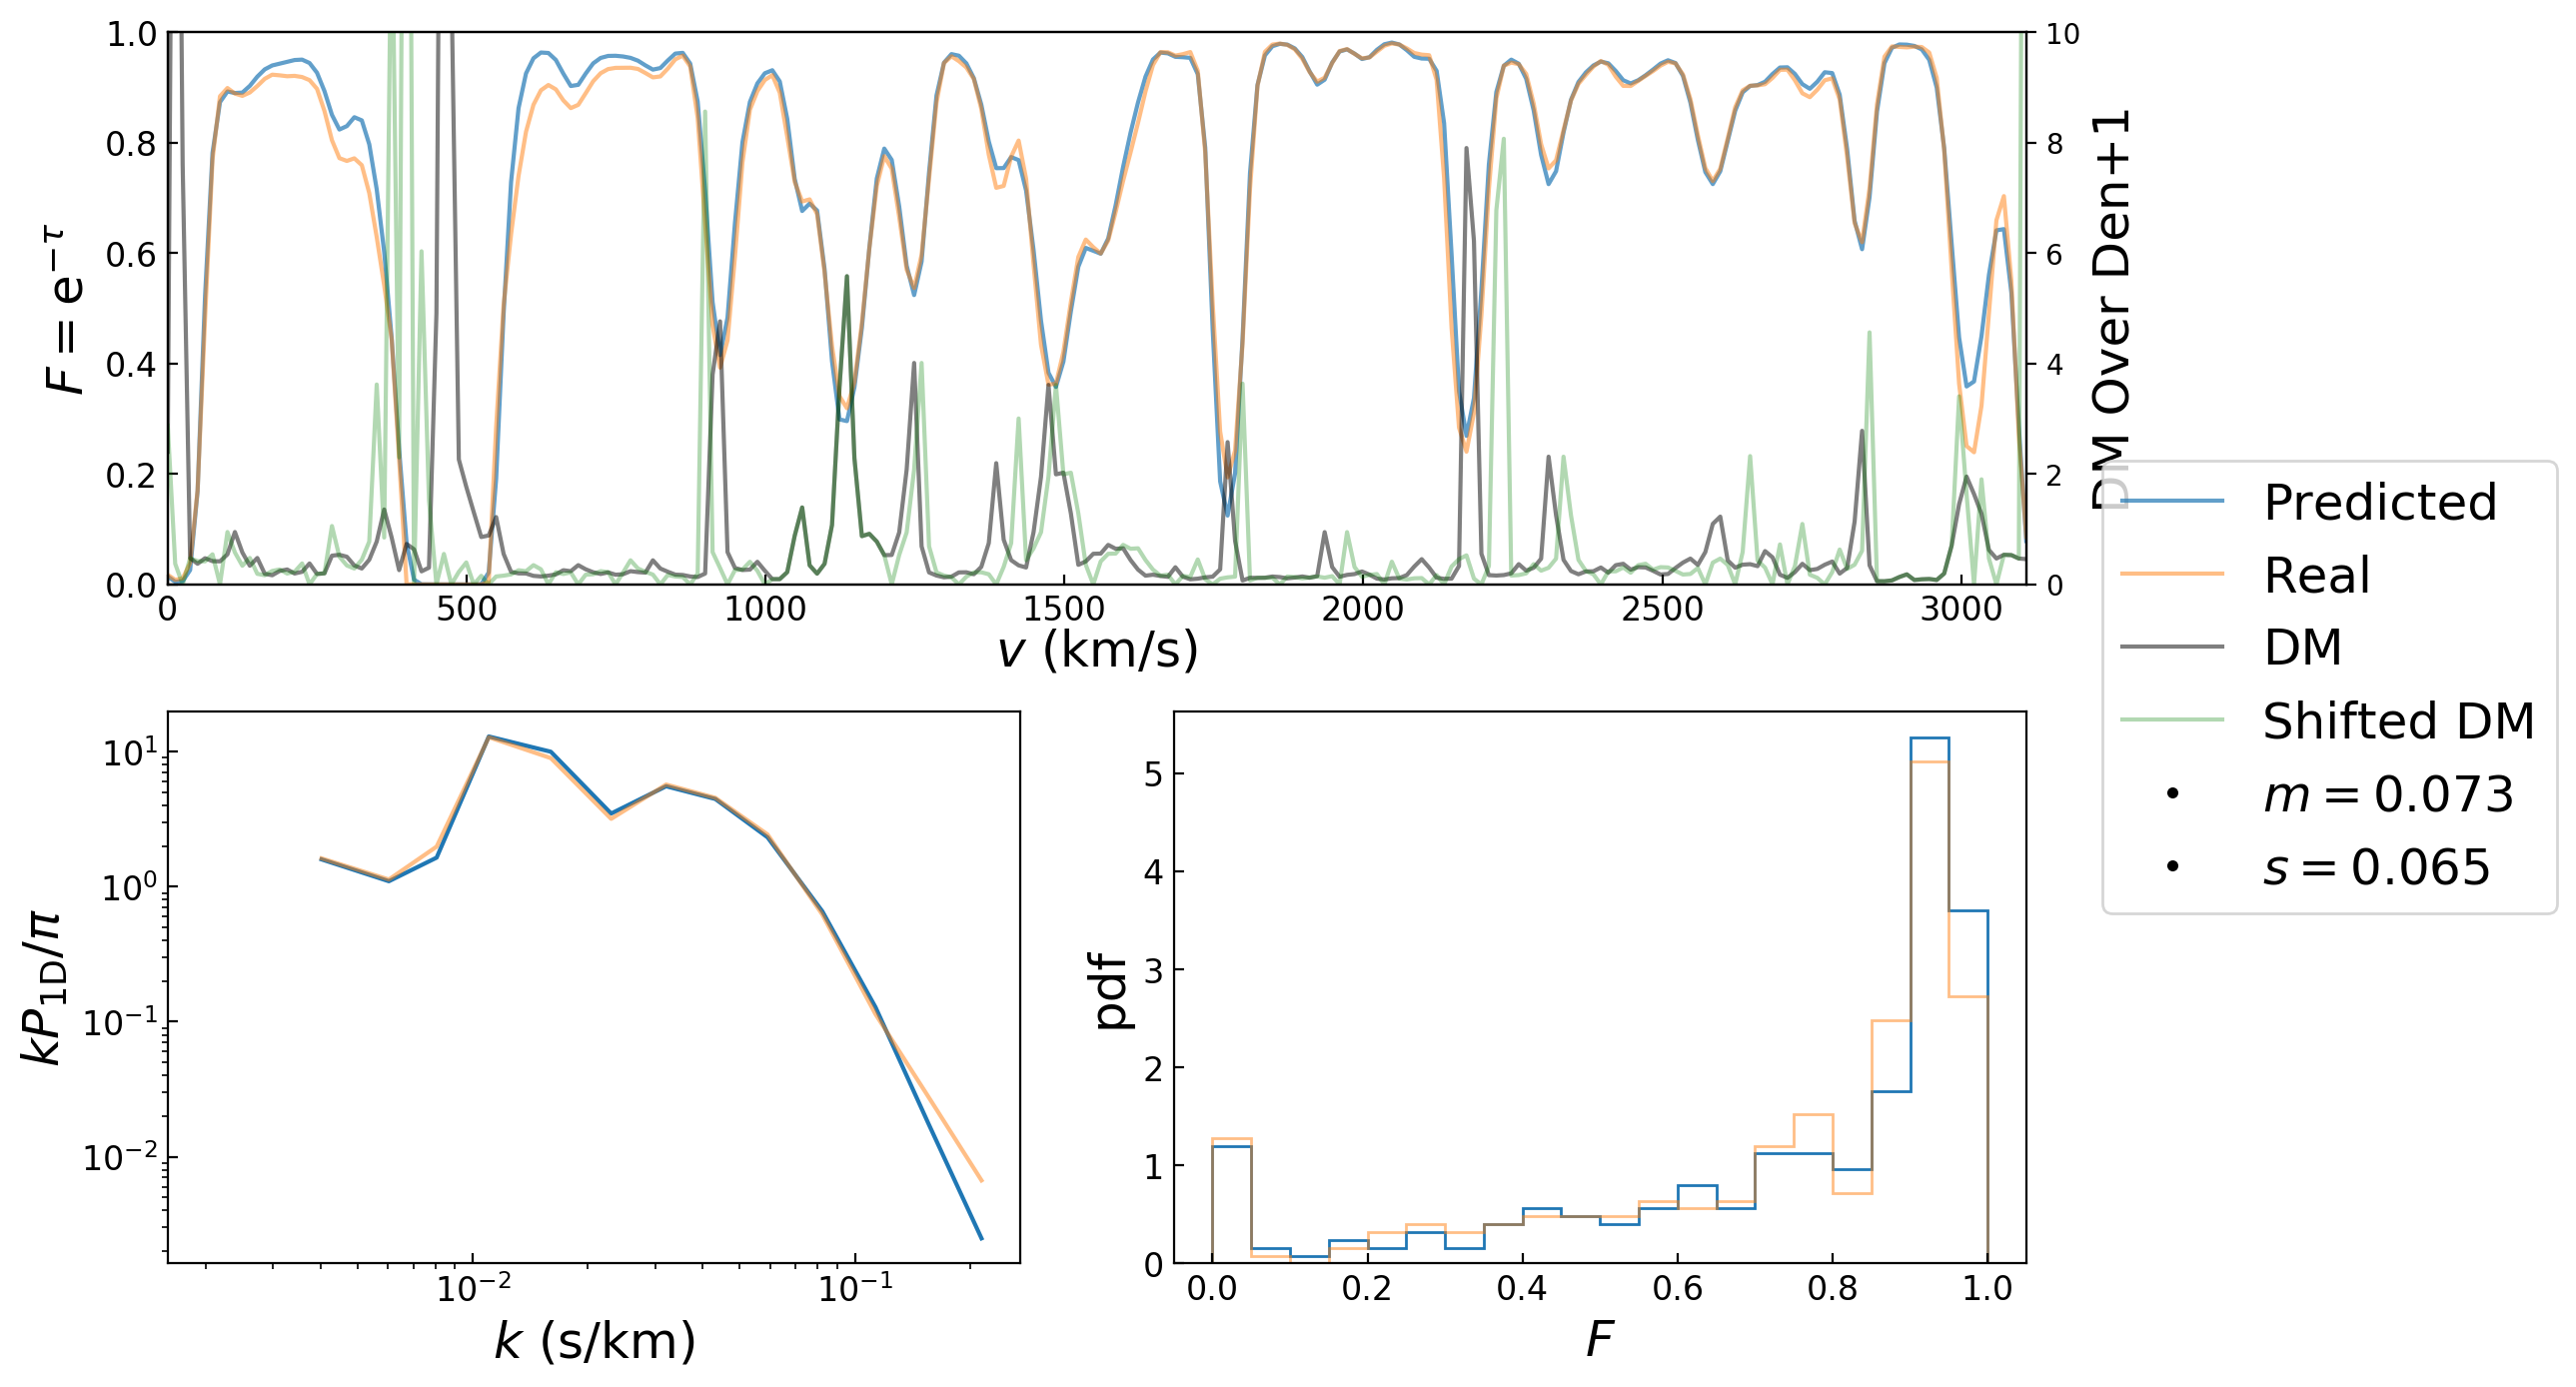 1.0
0.8
0.6
0.4
0.2
0.0
F = e^{−τ}
10
8
6
4
2
0
DM Over Den+1
0 500 1000 1500 2000 2500 3000
v (km/s)
Predicted
Real
DM
Shifted DM
m = 0.073
s = 0.065
10^1
10^0
10^{−1}
10^{−2}
kP_{1D}/π
10^{−2} 10^{−1}
k (s/km)
5
4
3
2
1
0
pdf
0.0 0.2 0.4 0.6 0.8 1.0
F